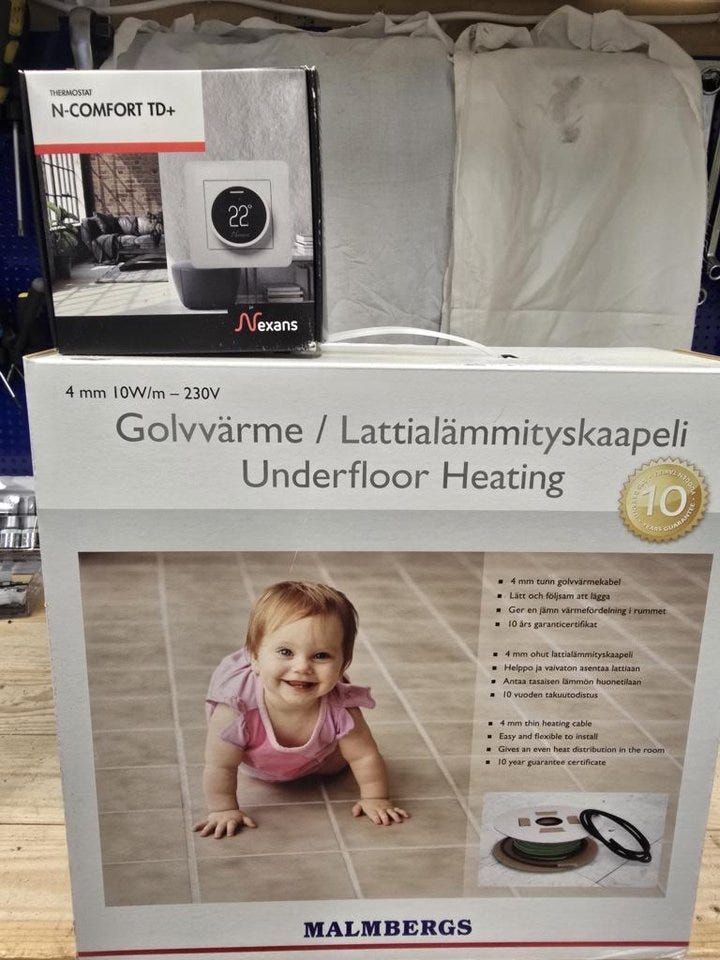 THERMOSTAT
N-COMFORT TD+
22°
Nexans
Nexans
4 mm 10W/m – 230V
Golvvärme / Lattialämmityskaapeli
Underfloor Heating
10
YEARS GUARANTEE
4 mm tunn golvvärmekabel
Lätt och följsam att lägga
Ger en jämn värmefördelning i rummet
10 års garanticertifikat
4 mm ohut lattialämmityskaapeli
Helppo ja vaivaton asentaa lattiaan
Antaa tasaisen lämmön huonetilaan
10 vuoden takuutodistus
4 mm thin heating cable
Easy and flexible to install
Gives an even heat distribution in the room
10 year guarantee certificate
MALMBERGS